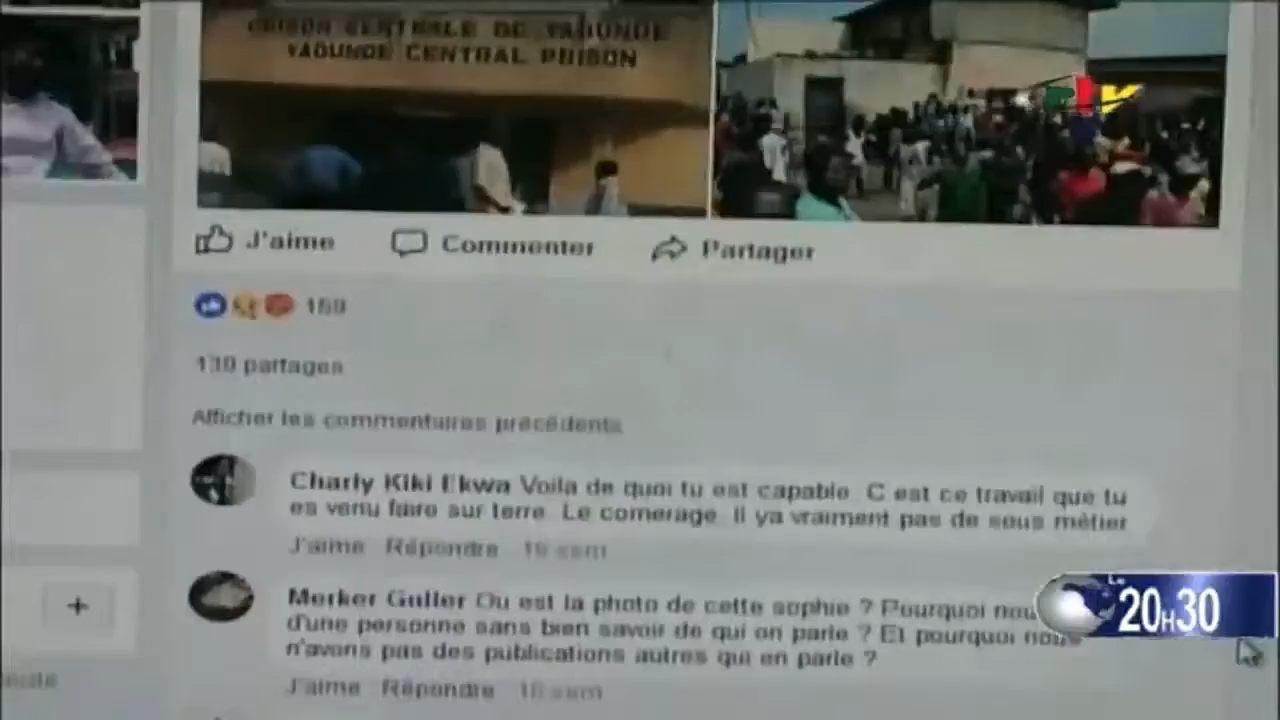 PRISON CENTRALE DE YAOUNDE
YAOUNDE CENTRAL PRISON
J'aime Commenter Partager
159
139 partages
Afficher les commentaires précédents
Charly Kiki Ekwa Voila de quoi tu est capable. C est ce travail que tu
es venu faire sur terre. Le comerage. Il ya vraiment pas de sous métier
J'aime Répondre sem
Merker Guller Ou est la photo de cette sophie ? Pourquoi
d'une personne sans bien savoir de qui on parle ? Et pourquoi nous
n'avons pas des publications autres qui en parle ?
J'aime Répondre sem
Le
20H30